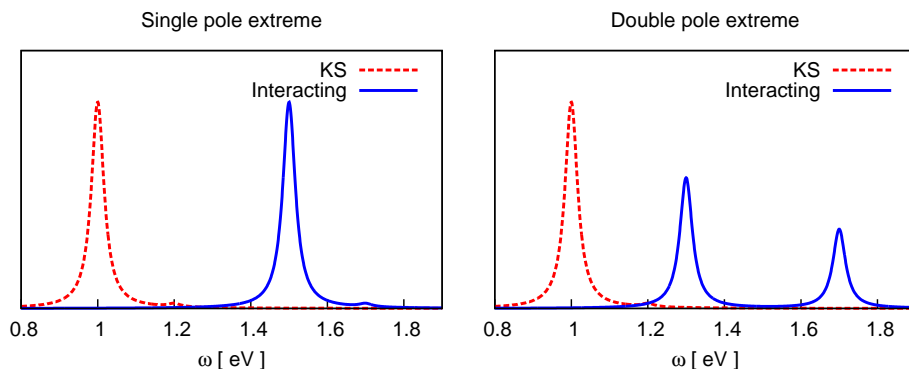 Single pole extreme
KS
Interacting
0.8 1 1.2 1.4 1.6 1.8
ω [ eV ]
Double pole extreme
KS
Interacting
0.8 1 1.2 1.4 1.6 1.8
ω [ eV ]